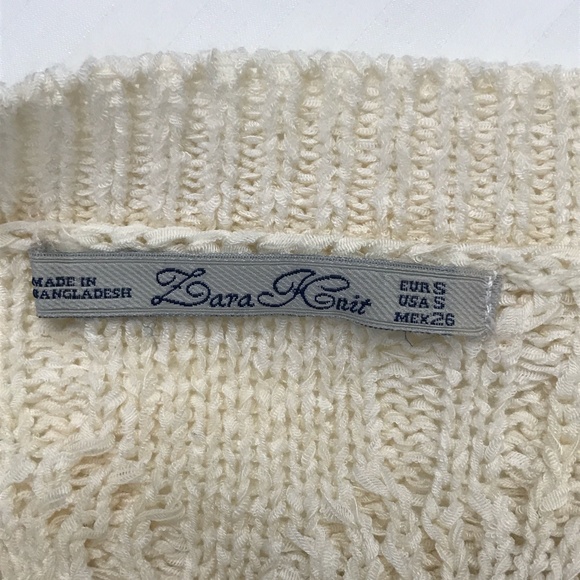 MADE IN
BANGLADESH
Zara Knit
EUR S
USA S
MEX 26